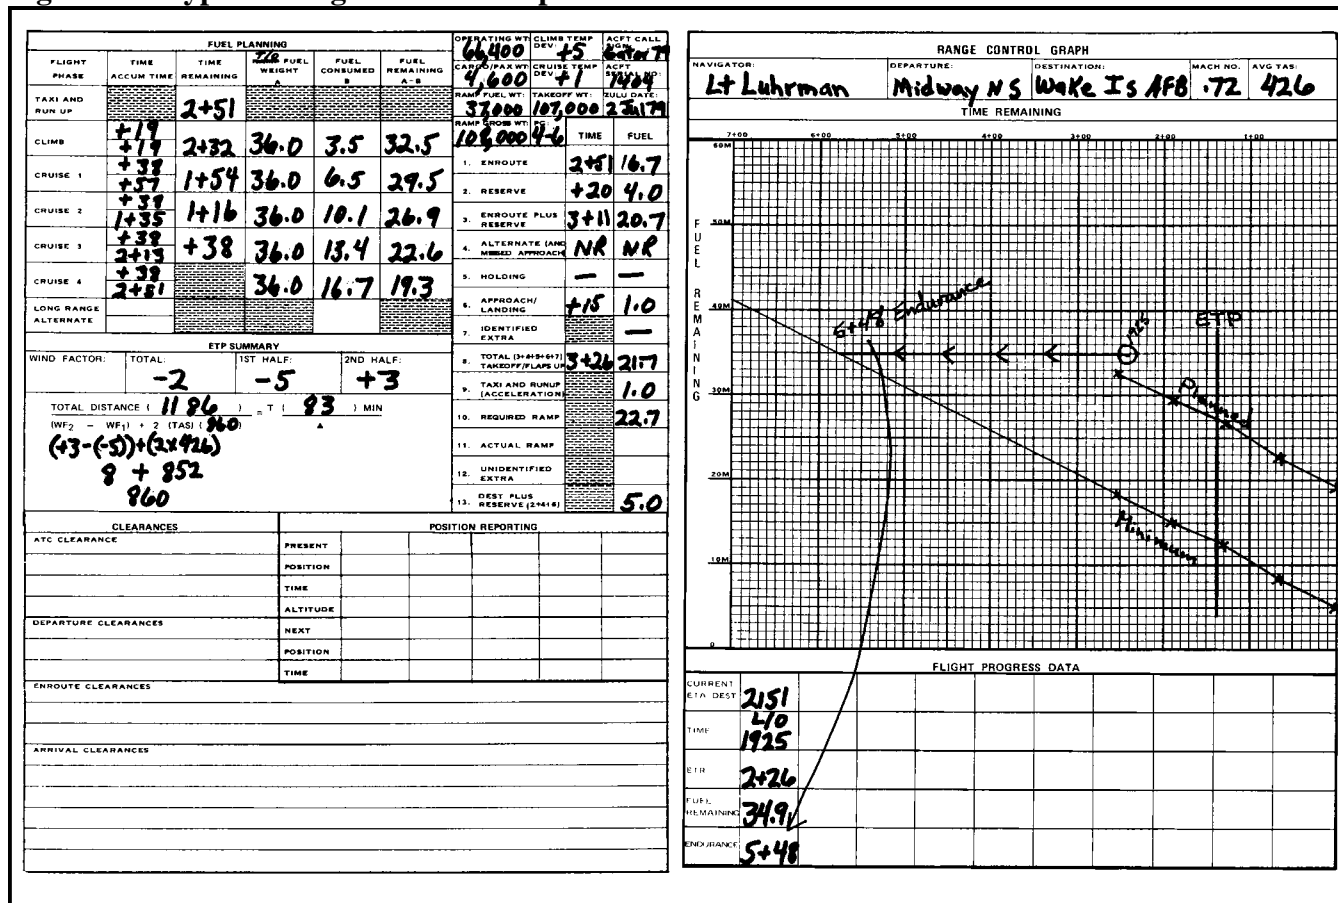 FUEL PLANNING
FLIGHT PHASE
TIME ACCUM TIME B
TIME REMAINING
T/O FUEL WEIGHT A
FUEL CONSUMED
FUEL REMAINING A-B
TAXI AND RUN UP 2+51
CLIMB +19 +19 2+32 36.0 3.5 32.5
CRUISE 1 +38 +57 1+54 36.0 6.5 29.5
CRUISE 2 +38 1+35 1+16 36.0 10.1 26.9
CRUISE 3 +38 2+13 +38 36.0 13.4 22.6
CRUISE 4 +38 2+51 36.0 16.7 19.3
LONG RANGE ALTERNATE
ETP SUMMARY
WIND FACTOR: TOTAL: 1ST HALF: 2ND HALF:
-2 -5 +3
TOTAL DISTANCE ( 1186 ) = T ( 83 ) MIN
(WF2 - WF1) + 2 (TAS) ( 860 )
(+3-(-5))+(2x426)
8 + 852
860
OPERATING WT: 66,400
CLIMB TEMP DEV: +5
ACFT CALL SIGN: Gator 79
CARGO/PAX WT: 4,600
CRUISE TEMP DEV: +1
ACFT SERIAL NO: 1404
RAMP FUEL WT: 37,000
TAKEOFF WT: 107,000
ZULU DATE: 2 Jul 79
RAMP GROSS WT: 108,000
PG: 4-6
TIME FUEL
1. ENROUTE 2+51 16.7
2. RESERVE +20 4.0
3. ENROUTE PLUS RESERVE 3+11 20.7
4. ALTERNATE (AND MISSED APPROACH) NR NR
5. HOLDING — —
6. APPROACH/ LANDING +15 1.0
7. IDENTIFIED EXTRA —
8. TOTAL (3+4+5+6+7) TAKEOFF/FLAPS UP 3+26 21.7
9. TAXI AND RUNUP (ACCELERATION) 1.0
10. REQUIRED RAMP 22.7
11. ACTUAL RAMP
12. UNIDENTIFIED EXTRA
13. DEST PLUS RESERVE (2+4+6) 5.0
CLEARANCES
ATC CLEARANCE
DEPARTURE CLEARANCES
ENROUTE CLEARANCES
ARRIVAL CLEARANCES
POSITION REPORTING
PRESENT
POSITION
TIME
ALTITUDE
NEXT
POSITION
TIME
RANGE CONTROL GRAPH
NAVIGATOR: Lt Luhrman
DEPARTURE: Midway NS
DESTINATION: Wake Is AFB
MACH NO. .72
AVG TAS: 426
TIME REMAINING
7+00 6+00 5+00 4+00 3+00 2+00 1+00
60M
50M
40M
30M
20M
10M
0
FUEL REMAINING
5+48 Endurance
1925
ETP
Planned
Minimum
FLIGHT PROGRESS DATA
CURRENT ETA DEST 2151
TIME L/O 1925
ETR 2+26
FUEL REMAINING 34.9
ENDURANCE 5+48